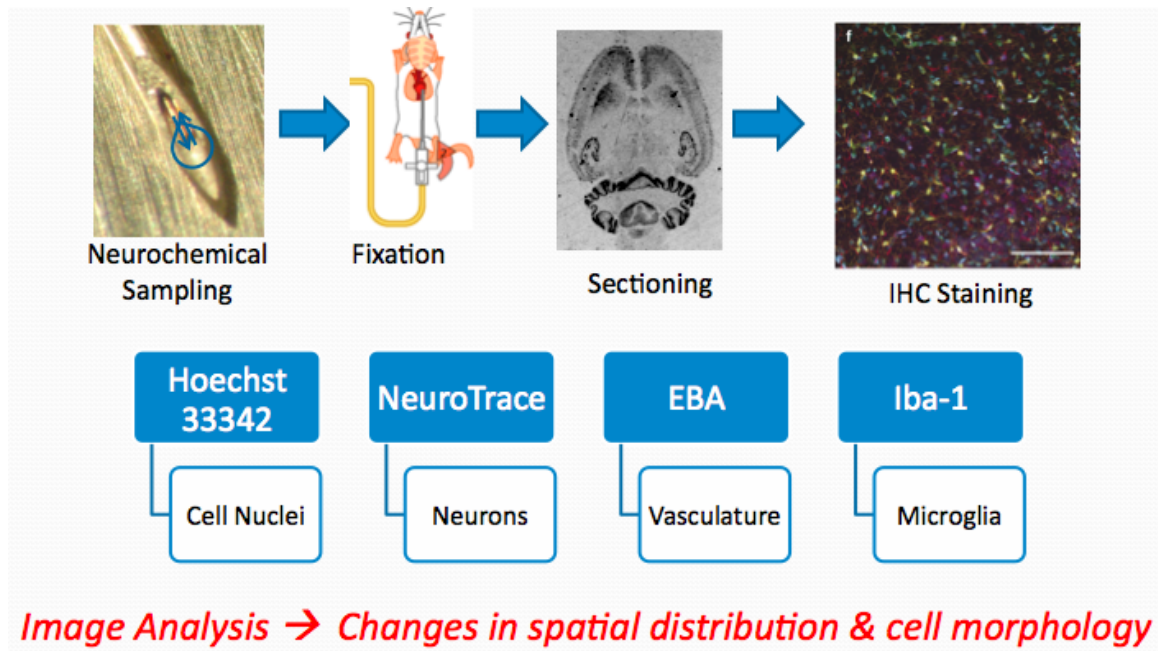 f
Neurochemical
Sampling
Fixation
Sectioning
IHC Staining
Hoechst
33342
NeuroTrace
EBA
Iba-1
Cell Nuclei
Neurons
Vasculature
Microglia
Image Analysis → Changes in spatial distribution & cell morphology